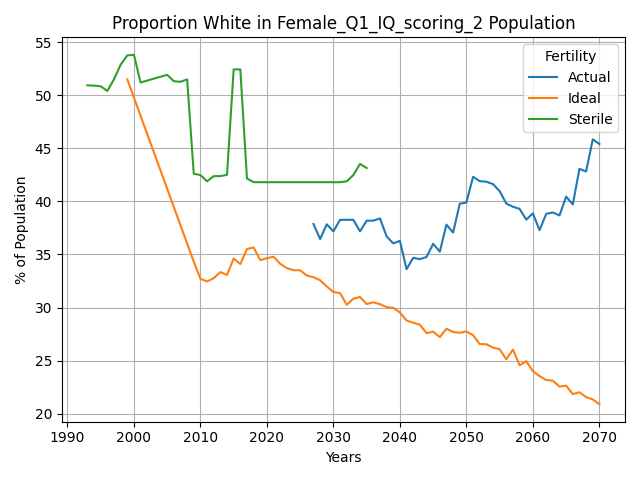 Proportion White in Female_Q1_IQ_scoring_2 Population
Fertility
Actual
Ideal
Sterile
% of Population
55
50
45
40
35
30
25
20
1990 2000 2010 2020 2030 2040 2050 2060 2070
Years